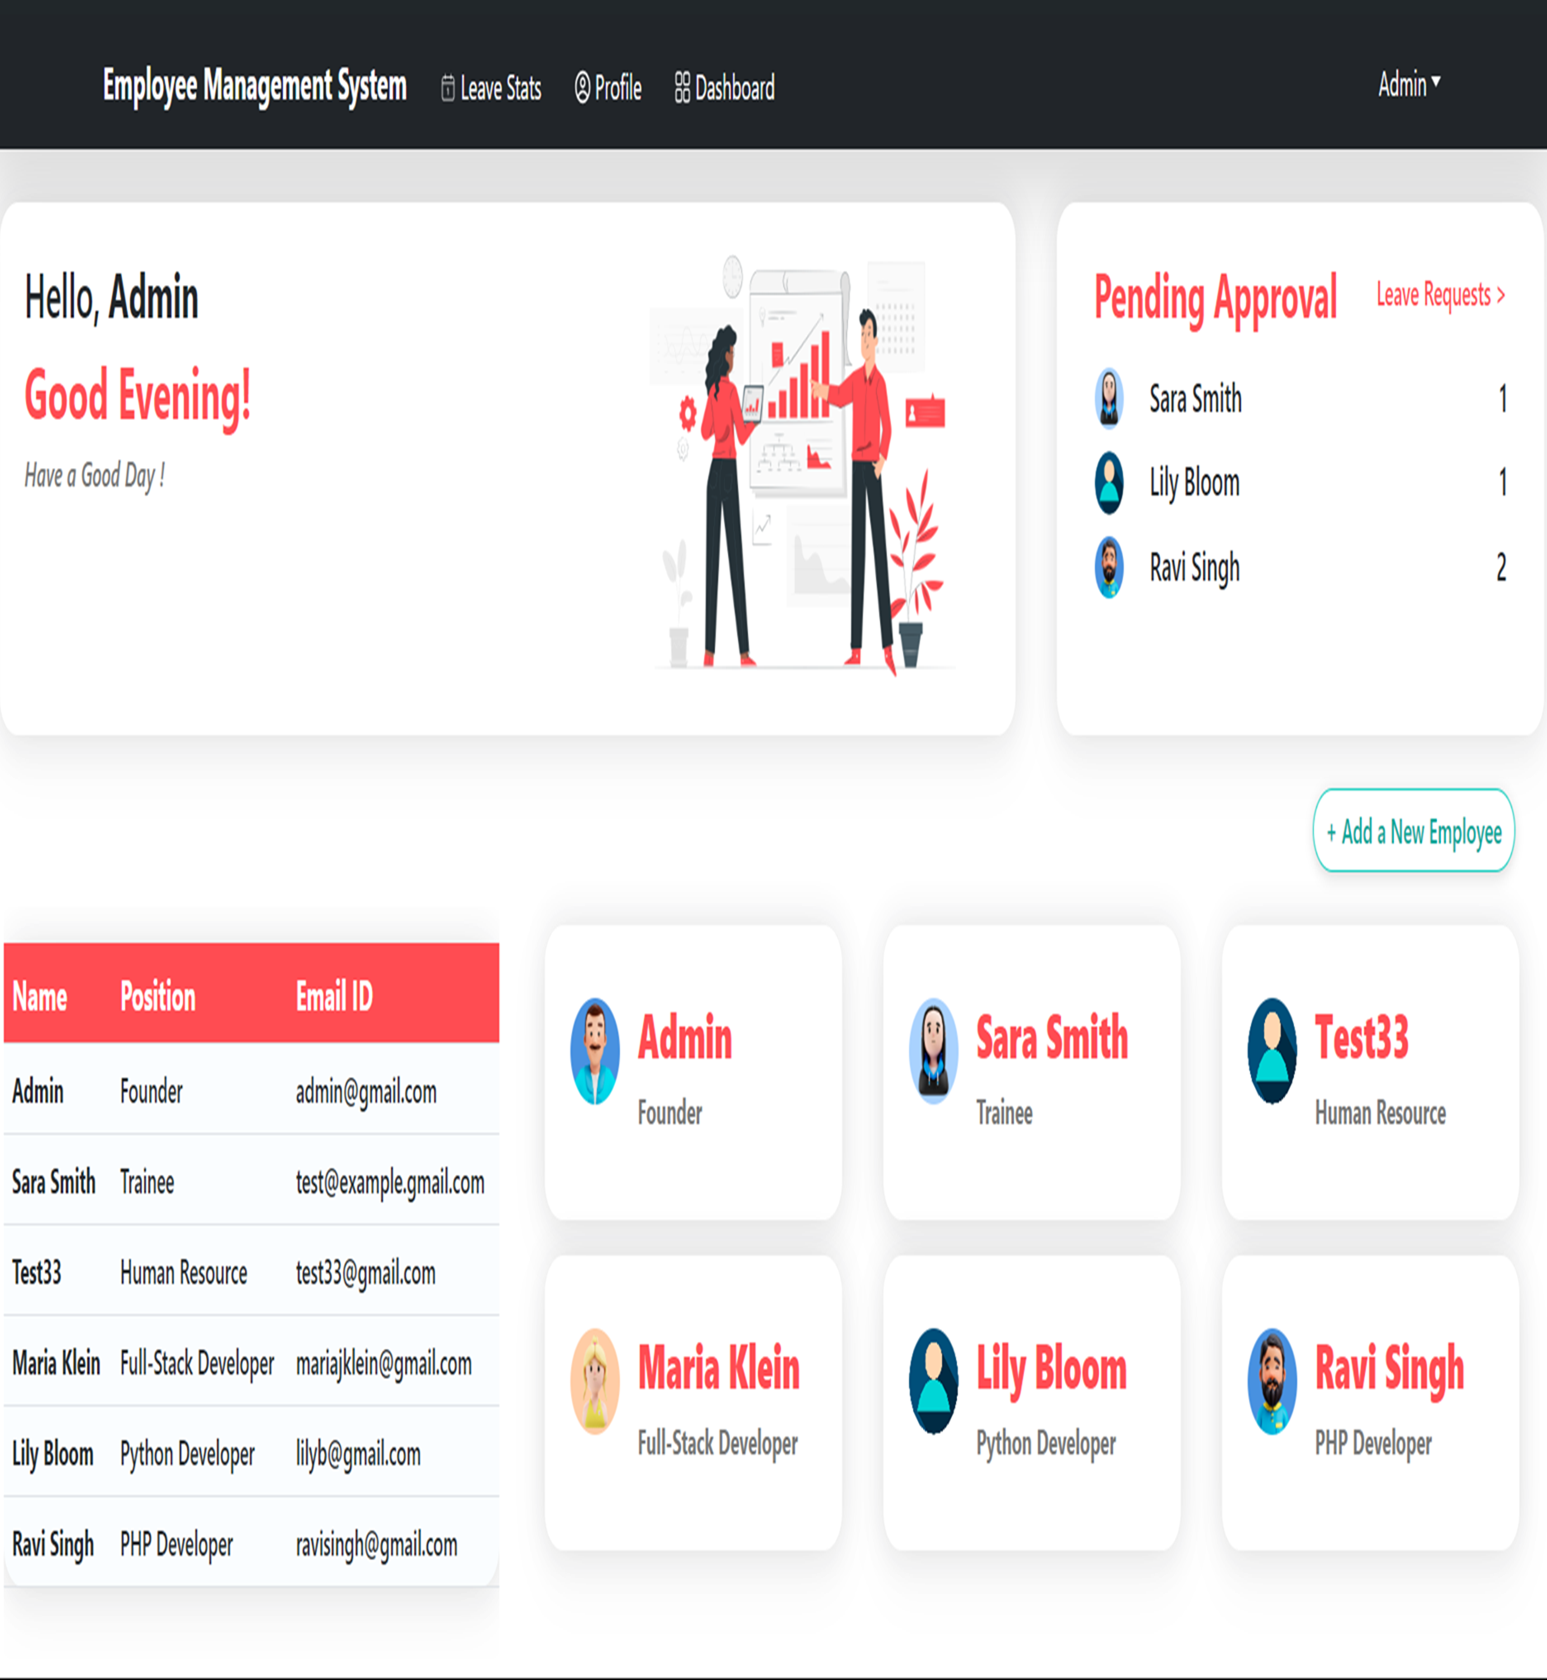 Employee Management System Leave Stats Profile Dashboard Admin
Hello, Admin
Good Evening!
Have a Good Day !
Pending Approval Leave Requests >
Sara Smith 1
Lily Bloom 1
Ravi Singh 2
+ Add a New Employee
Name Position Email ID
Admin Founder admin@gmail.com
Sara Smith Trainee test@example.gmail.com
Test33 Human Resource test33@gmail.com
Maria Klein Full-Stack Developer mariajklein@gmail.com
Lily Bloom Python Developer lilyb@gmail.com
Ravi Singh PHP Developer ravisingh@gmail.com
Admin
Founder
Sara Smith
Trainee
Test33
Human Resource
Maria Klein
Full-Stack Developer
Lily Bloom
Python Developer
Ravi Singh
PHP Developer